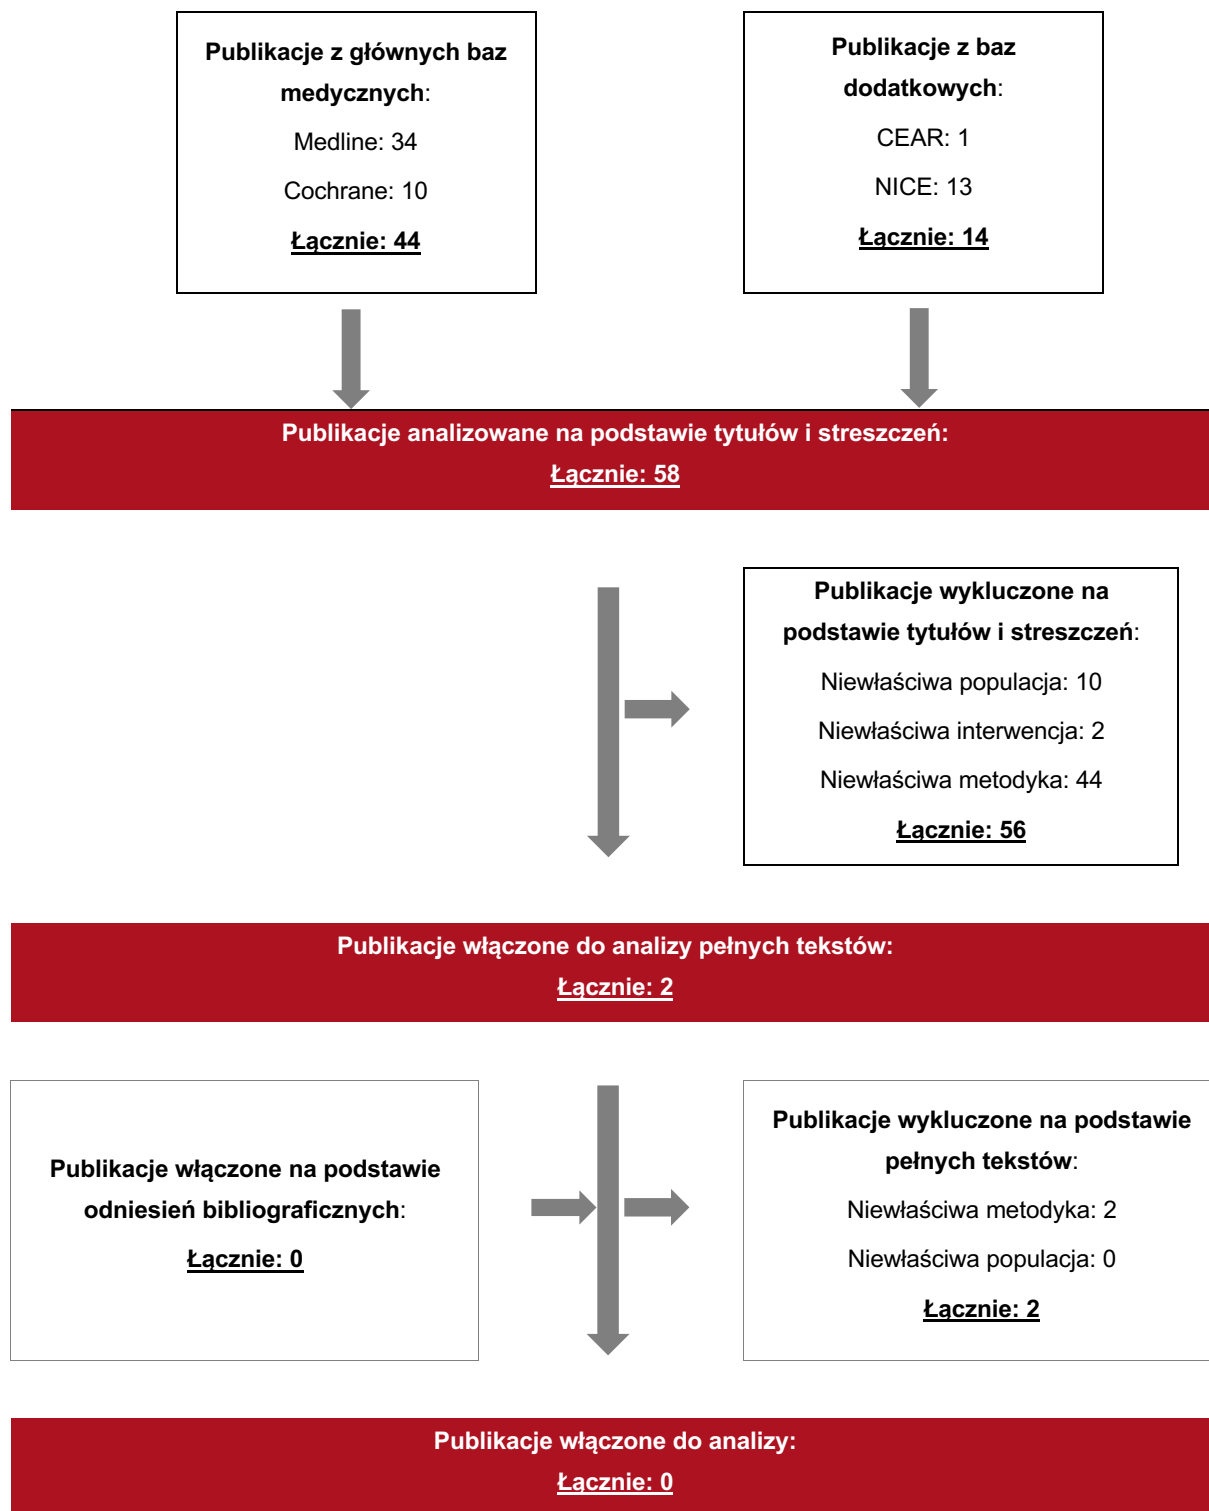 Publikacje z głównych baz
medycznych:
Medline: 34
Cochrane: 10
Łącznie: 44
Publikacje z baz
dodatkowych:
CEAR: 1
NICE: 13
Łącznie: 14
Publikacje analizowane na podstawie tytułów i streszczeń:
Łącznie: 58
Publikacje wykluczone na
podstawie tytułów i streszczeń:
Niewłaściwa populacja: 10
Niewłaściwa interwencja: 2
Niewłaściwa metodyka: 44
Łącznie: 56
Publikacje włączone do analizy pełnych tekstów:
Łącznie: 2
Publikacje włączone na podstawie
odniesień bibliograficznych:
Łącznie: 0
Publikacje wykluczone na podstawie
pełnych tekstów:
Niewłaściwa metodyka: 2
Niewłaściwa populacja: 0
Łącznie: 2
Publikacje włączone do analizy:
Łącznie: 0